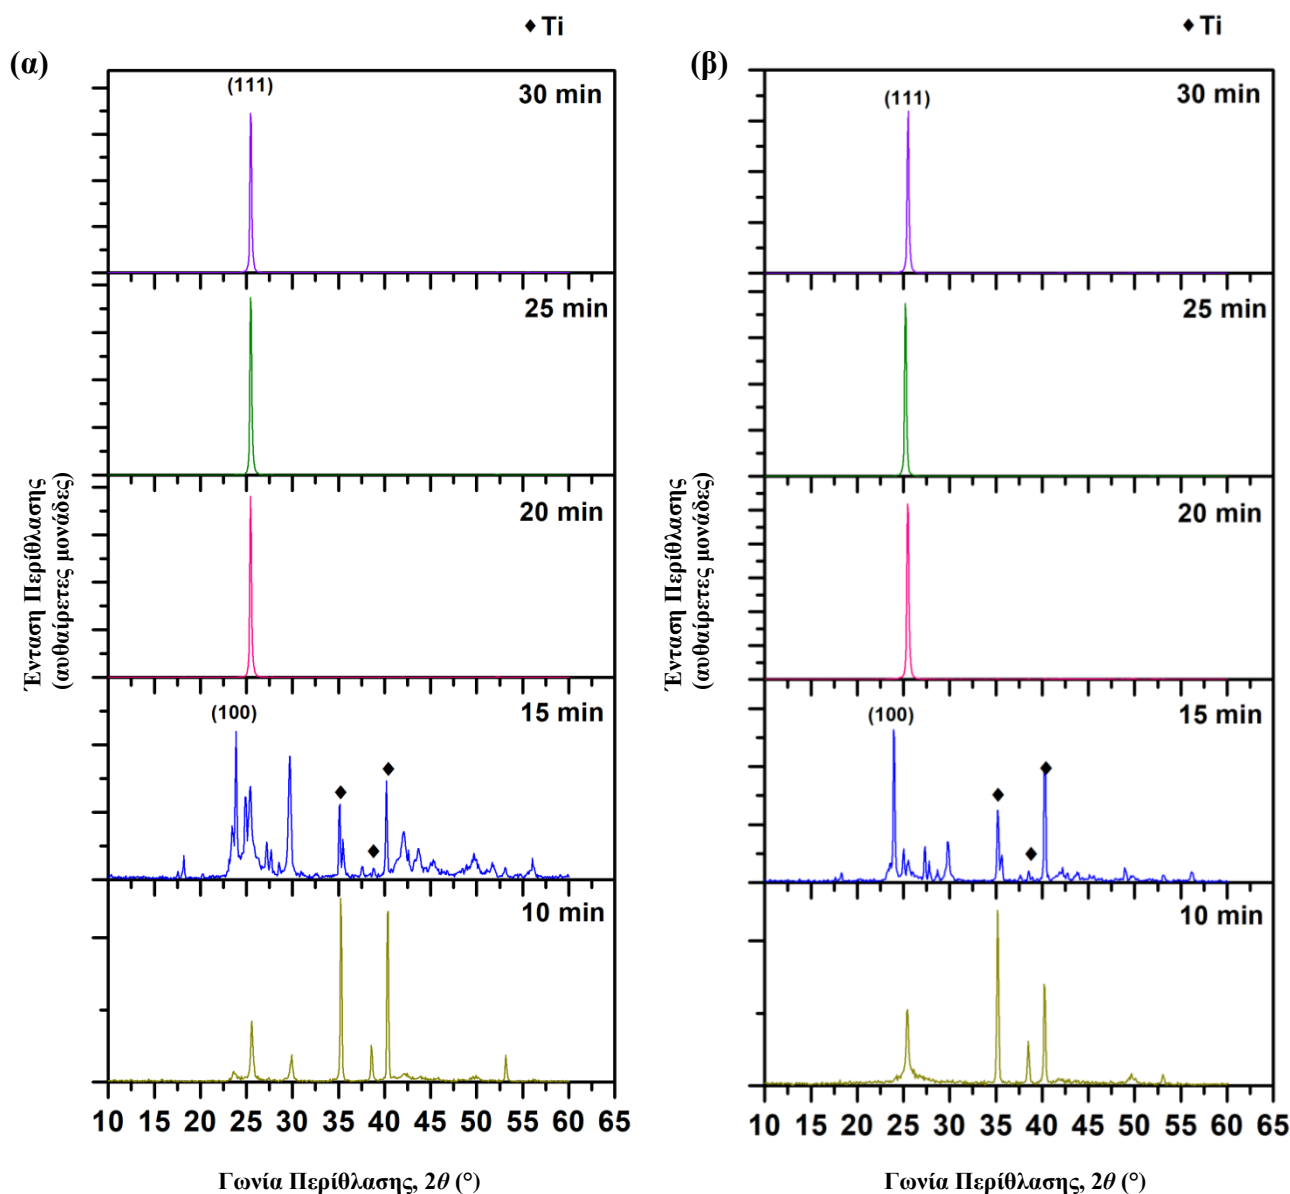 ♦ Ti
(α)
(111)
30 min
25 min
20 min
(100)
15 min
10 min
10 15 20 25 30 35 40 45 50 55 60 65
Ένταση Περίθλασης
(αυθαίρετες μονάδες)
Γωνία Περίθλασης, 2θ (°)
♦ Ti
(β)
(111)
30 min
25 min
20 min
(100)
15 min
10 min
10 15 20 25 30 35 40 45 50 55 60 65
Ένταση Περίθλασης
(αυθαίρετες μονάδες)
Γωνία Περίθλασης, 2θ (°)